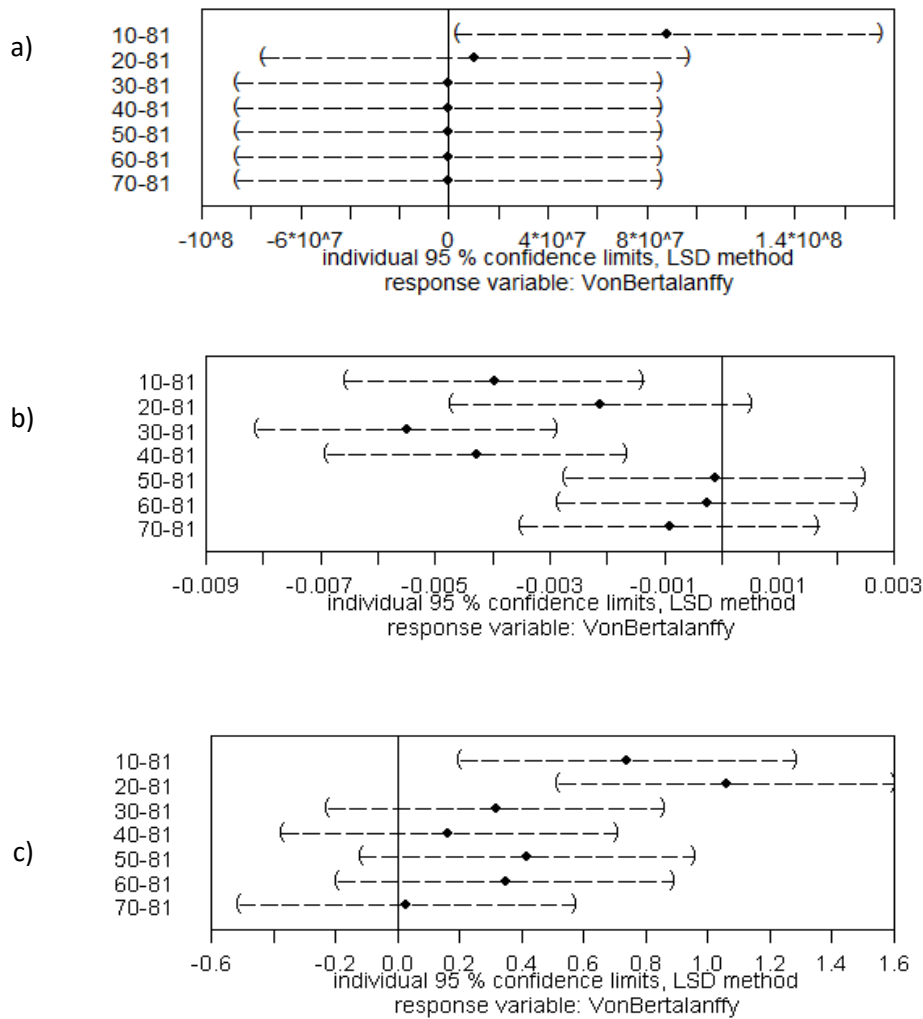 a)
10-81
20-81
30-81
40-81
50-81
60-81
70-81
-10^8 -6*10^7 0 4*10^7 8*10^7 1.4*10^8
individual 95 % confidence limits, LSD method
response variable: VonBertalanffy
b)
10-81
20-81
30-81
40-81
50-81
60-81
70-81
-0.009 -0.007 -0.005 -0.003 -0.001 0.001 0.003
individual 95 % confidence limits, LSD method
response variable: VonBertalanffy
c)
10-81
20-81
30-81
40-81
50-81
60-81
70-81
-0.6 -0.2 0.0 0.2 0.4 0.6 0.8 1.0 1.2 1.4 1.6
individual 95 % confidence limits, LSD method
response variable: VonBertalanffy